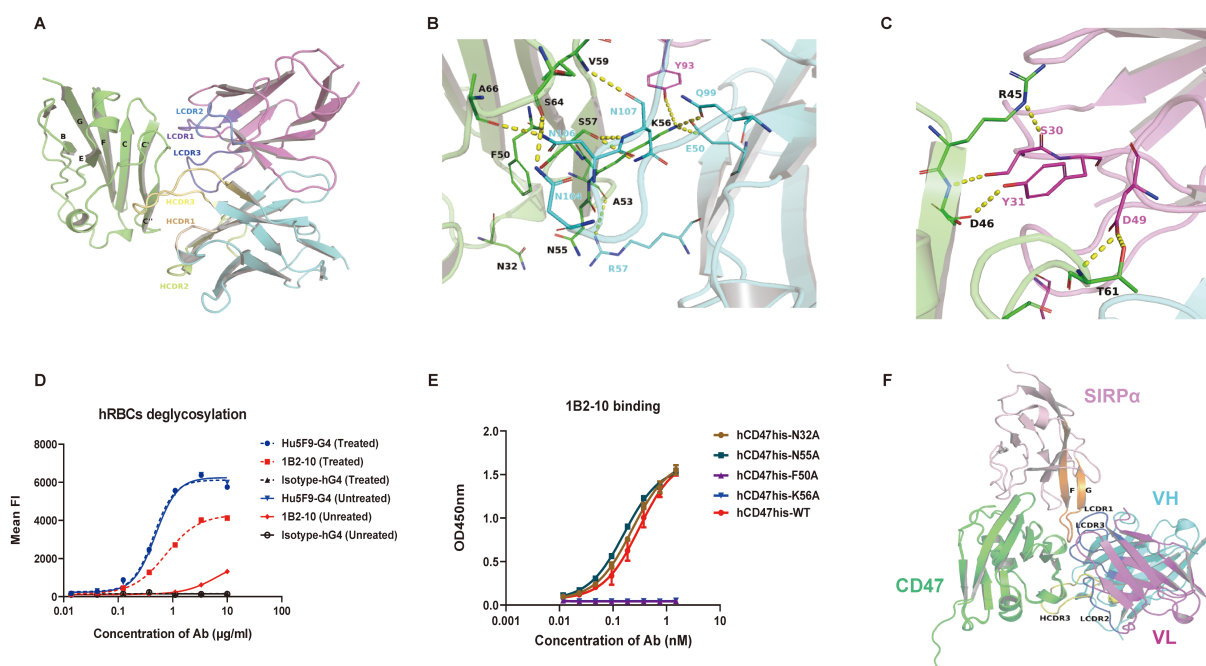 A
LCDR2
LCDR1
LCDR3
HCDR3
HCDR1
HCDR2
B
G
E
F
C
C'
C''
B
V59
Y93
A66
S64
Q99
N107
S57
K56
N106
E50
F50
A53
N32
N55
R57
C
R45
S30
Y31
D46
D49
T61
D
hRBCs deglycosylation
Mean FI
8000
6000
4000
2000
0
0.01
0.1
1
10
100
Concentration of Ab (μg/ml)
Hu5F9-G4 (Treated)
1B2-10 (Treated)
Isotype-hG4 (Treated)
Hu5F9-G4 (Untreated)
1B2-10 (Untreated)
Isotype-hG4 (Untreated)
E
1B2-10 binding
OD450nm
2.0
1.5
1.0
0.5
0.0
0.001
0.01
0.1
1
10
Concentration of Ab (nM)
hCD47his-N32A
hCD47his-N55A
hCD47his-F50A
hCD47his-K56A
hCD47his-WT
F
SIRPα
F
G
LCDR1
VH
LCDR3
CD47
HCDR3
LCDR2
VL